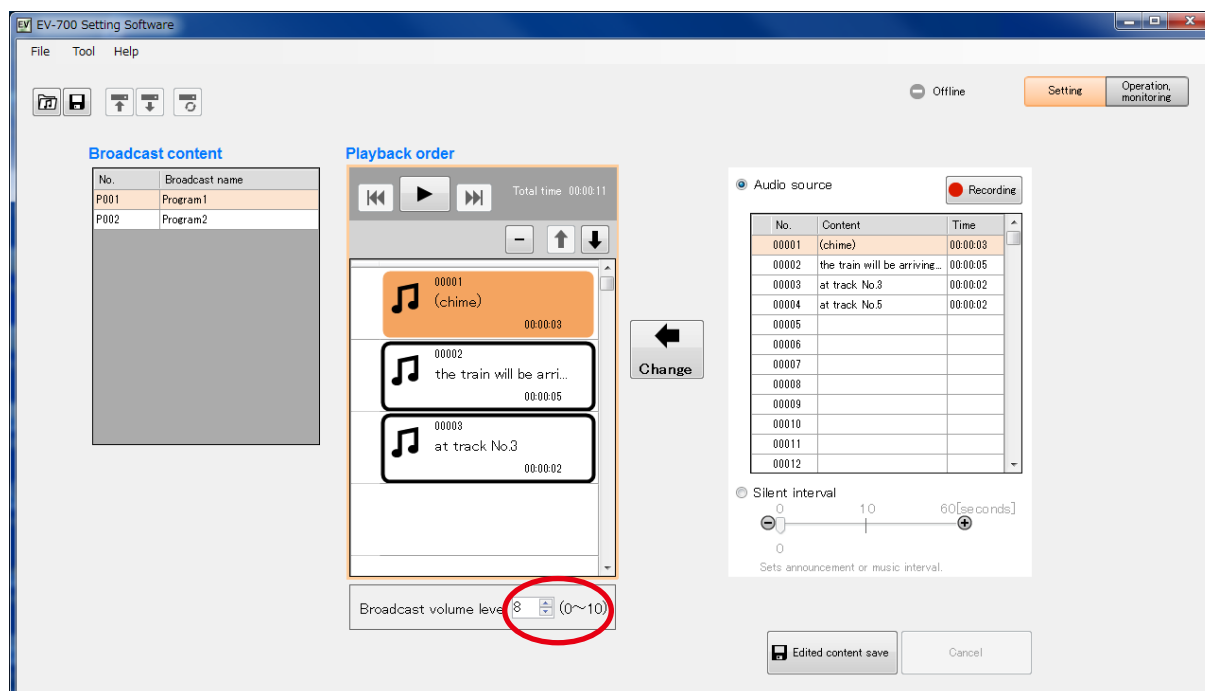 EV EV-700 Setting Software
File Tool Help
Offline
Setting
Operation,
monitoring
Broadcast content
No. Broadcast name
P001 Program1
P002 Program2
Playback order
Total time 00:00:11
00001
(chime)
00:00:03
00002
the train will be arri...
00:00:05
00003
at track No.3
00:00:02
Broadcast volume leve 8 (0～10)
Change
Audio source
Recording
No. Content Time
00001 (chime) 00:00:03
00002 the train will be arriving... 00:00:05
00003 at track No.3 00:00:02
00004 at track No.5 00:00:02
00005
00006
00007
00008
00009
00010
00011
00012
Silent interval
0 10 60[seconds]
0
Sets announcement or music interval.
Edited content save
Cancel